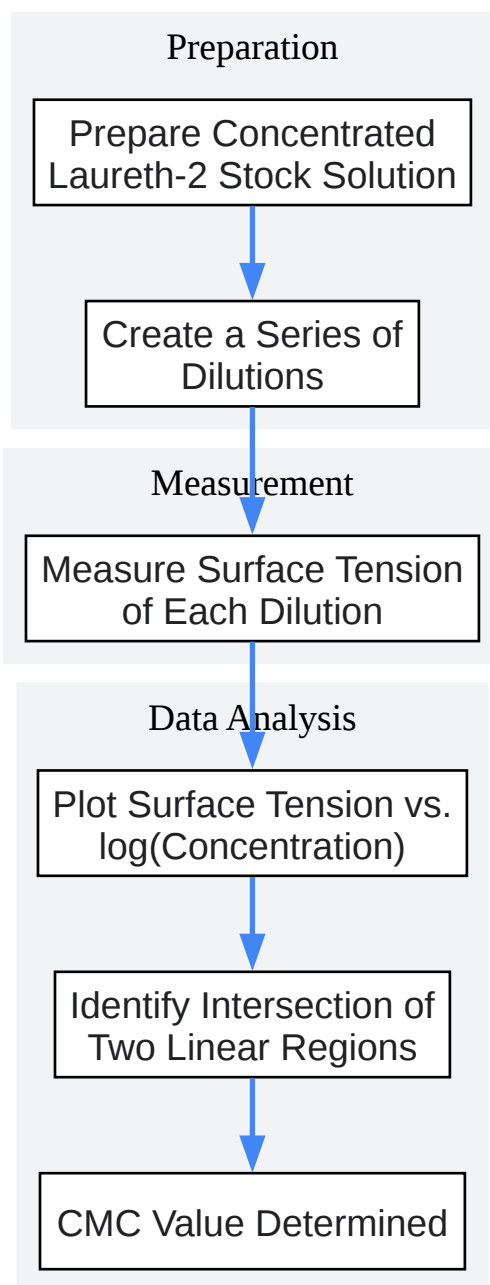 Preparation
Prepare Concentrated
Laureth-2 Stock Solution
Create a Series of
Dilutions
Measurement
Measure Surface Tension
of Each Dilution
Data Analysis
Plot Surface Tension vs.
log(Concentration)
Identify Intersection of
Two Linear Regions
CMC Value Determined